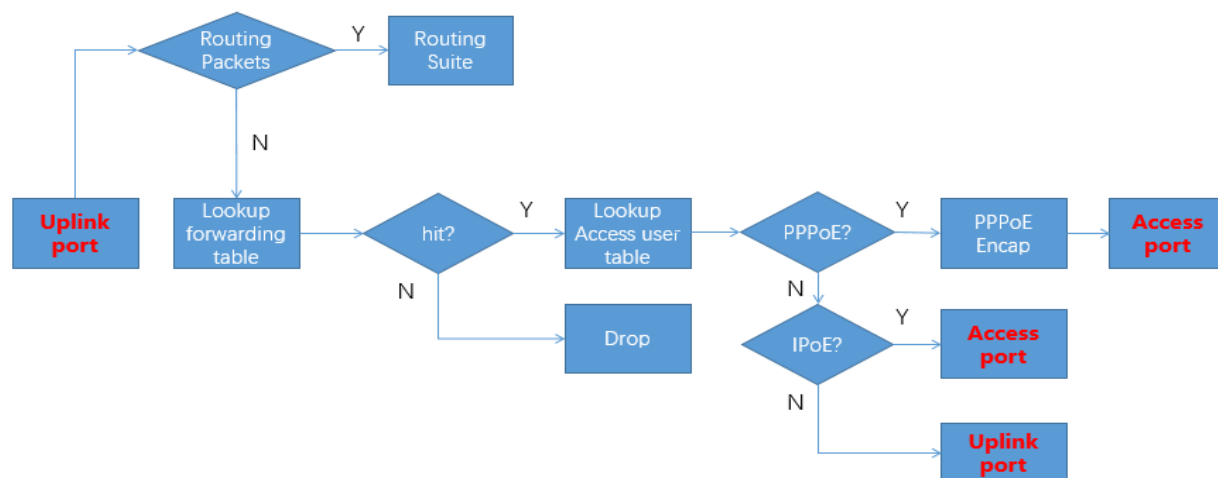 Routing
Packets
Y
Routing
Suite
N
Uplink
port
Lookup
forwarding
table
hit?
Y
Lookup
Access user
table
PPPoE?
Y
PPPoE
Encap
Access
port
N
Drop
N
IPoE?
Y
Access
port
N
Uplink
port